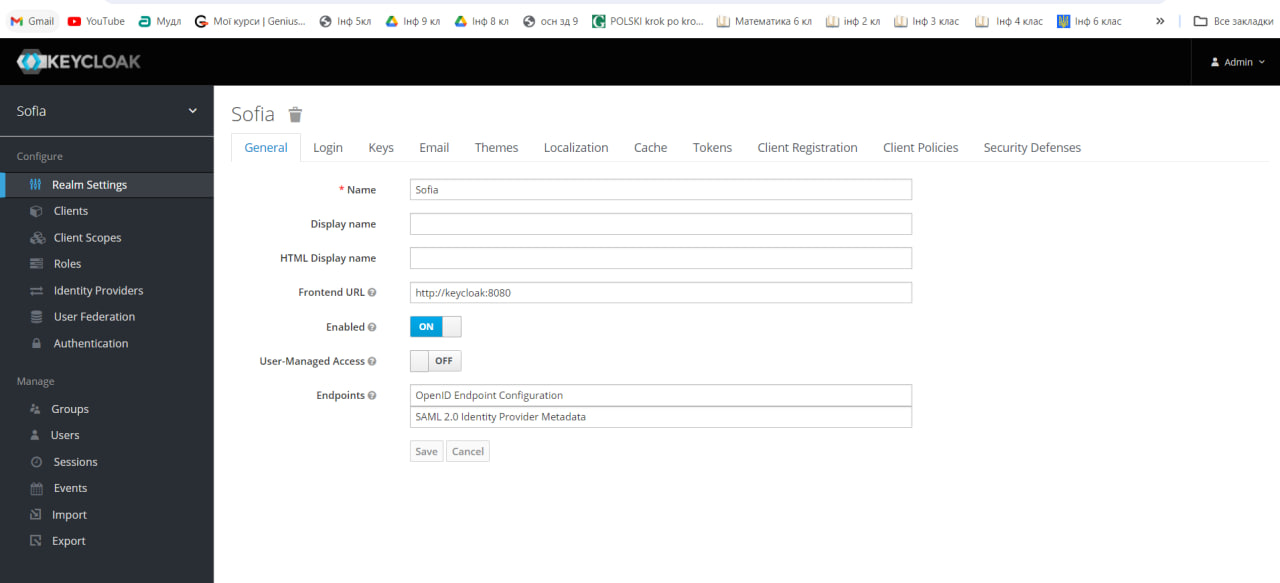 Gmail YouTube Мудл Мої курси | Genius... Інф 5кл Інф 9 кл Інф 8 кл осн зд 9 POLSKI krok po kro... Математика 6 кл інф 2 кл Інф 3 клас Інф 4 клас Інф 6 клас » Все закладки
KEYCLOAK Admin
Sofia
Configure
Realm Settings
Clients
Client Scopes
Roles
Identity Providers
User Federation
Authentication
Manage
Groups
Users
Sessions
Events
Import
Export
Sofia
General Login Keys Email Themes Localization Cache Tokens Client Registration Client Policies Security Defenses
* Name Sofia
Display name
HTML Display name
Frontend URL http://keycloak:8080
Enabled ON
User-Managed Access OFF
Endpoints OpenID Endpoint Configuration
SAML 2.0 Identity Provider Metadata
Save Cancel